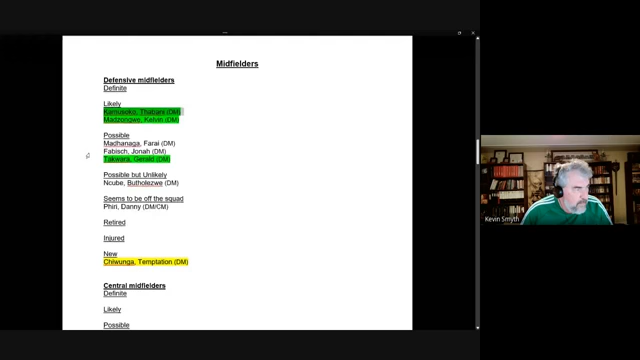 Midfielders
Defensive midfielders
Definite
Likely
Kamusoko, Thabani (DM)
Madzongwe, Kelvin (DM)
Possible
Madhanaga, Farai (DM)
Fabisch, Jonah (DM)
Takwara, Gerald (DM)
Possible but Unlikely
Ncube, Butholezwe (DM)
Seems to be off the squad
Phiri, Danny (DM/CM)
Retired
Injured
New
Chiwunga, Temptation (DM)
Central midfielders
Definite
Likely
Possible
Kevin Smyth